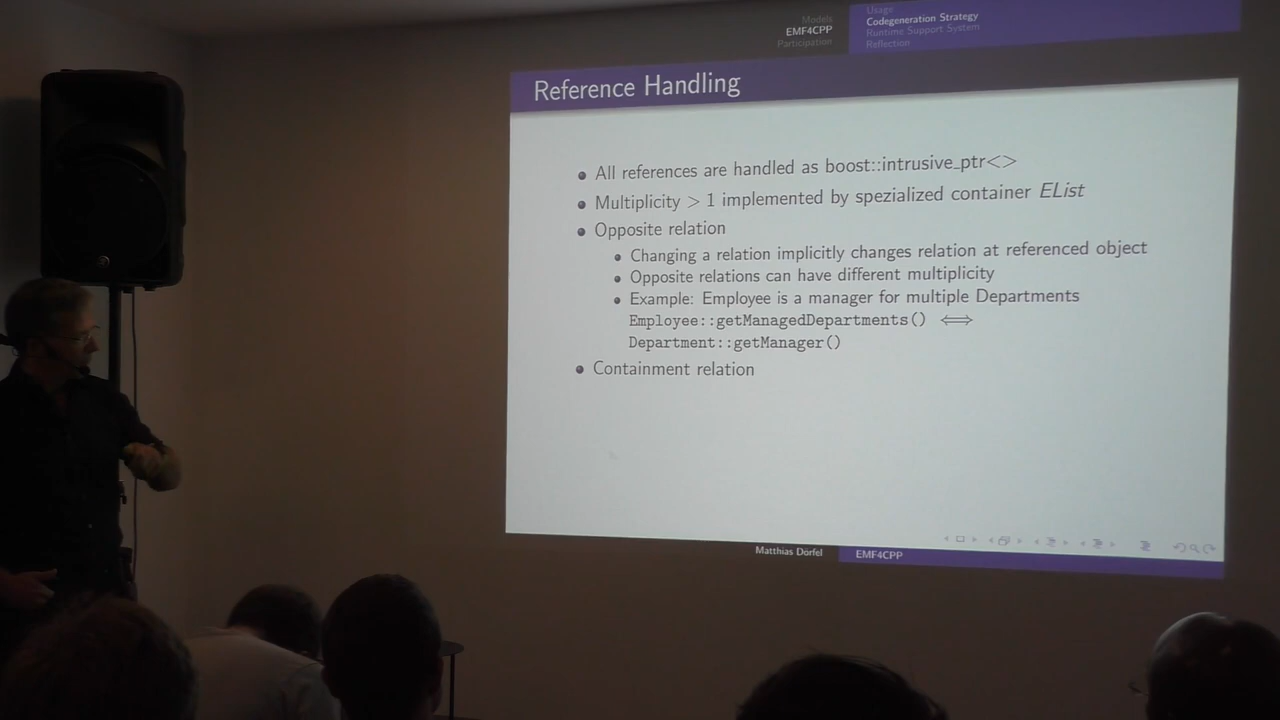 Models
EMF4CPP
Participation
Usage
Codegeneration Strategy
Runtime Support System
Reflection
Reference Handling
All references are handled as boost::intrusive_ptr<>
Multiplicity > 1 implemented by spezialized container EList
Opposite relation
Changing a relation implicitly changes relation at referenced object
Opposite relations can have different multiplicity
Example: Employee is a manager for multiple Departments
Employee::getManagedDepartments() ⟺
Department::getManager()
Containment relation
Matthias Dörfel
EMF4CPP